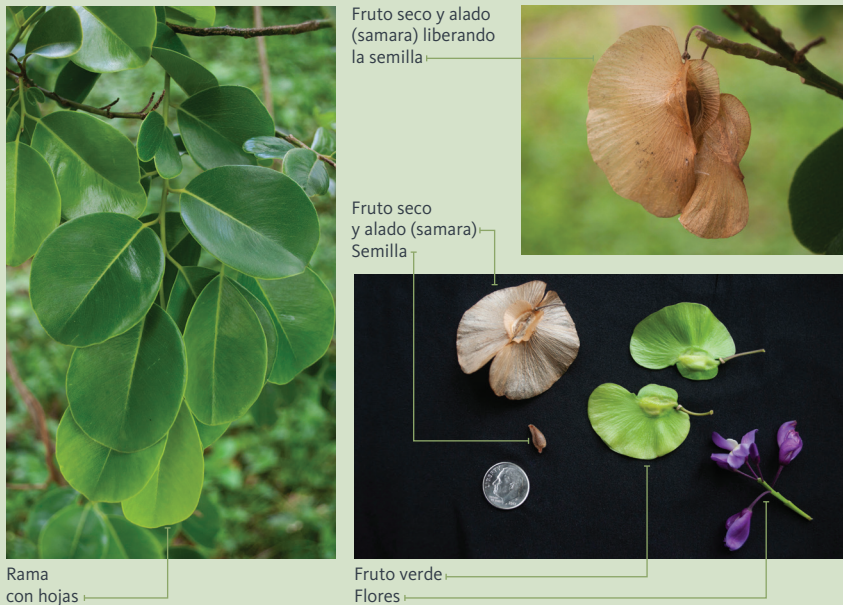 Fruto seco y alado
(samara) liberando
la semilla
Fruto seco
y alado (samara)
Semilla
Rama
con hojas
Fruto verde
Flores